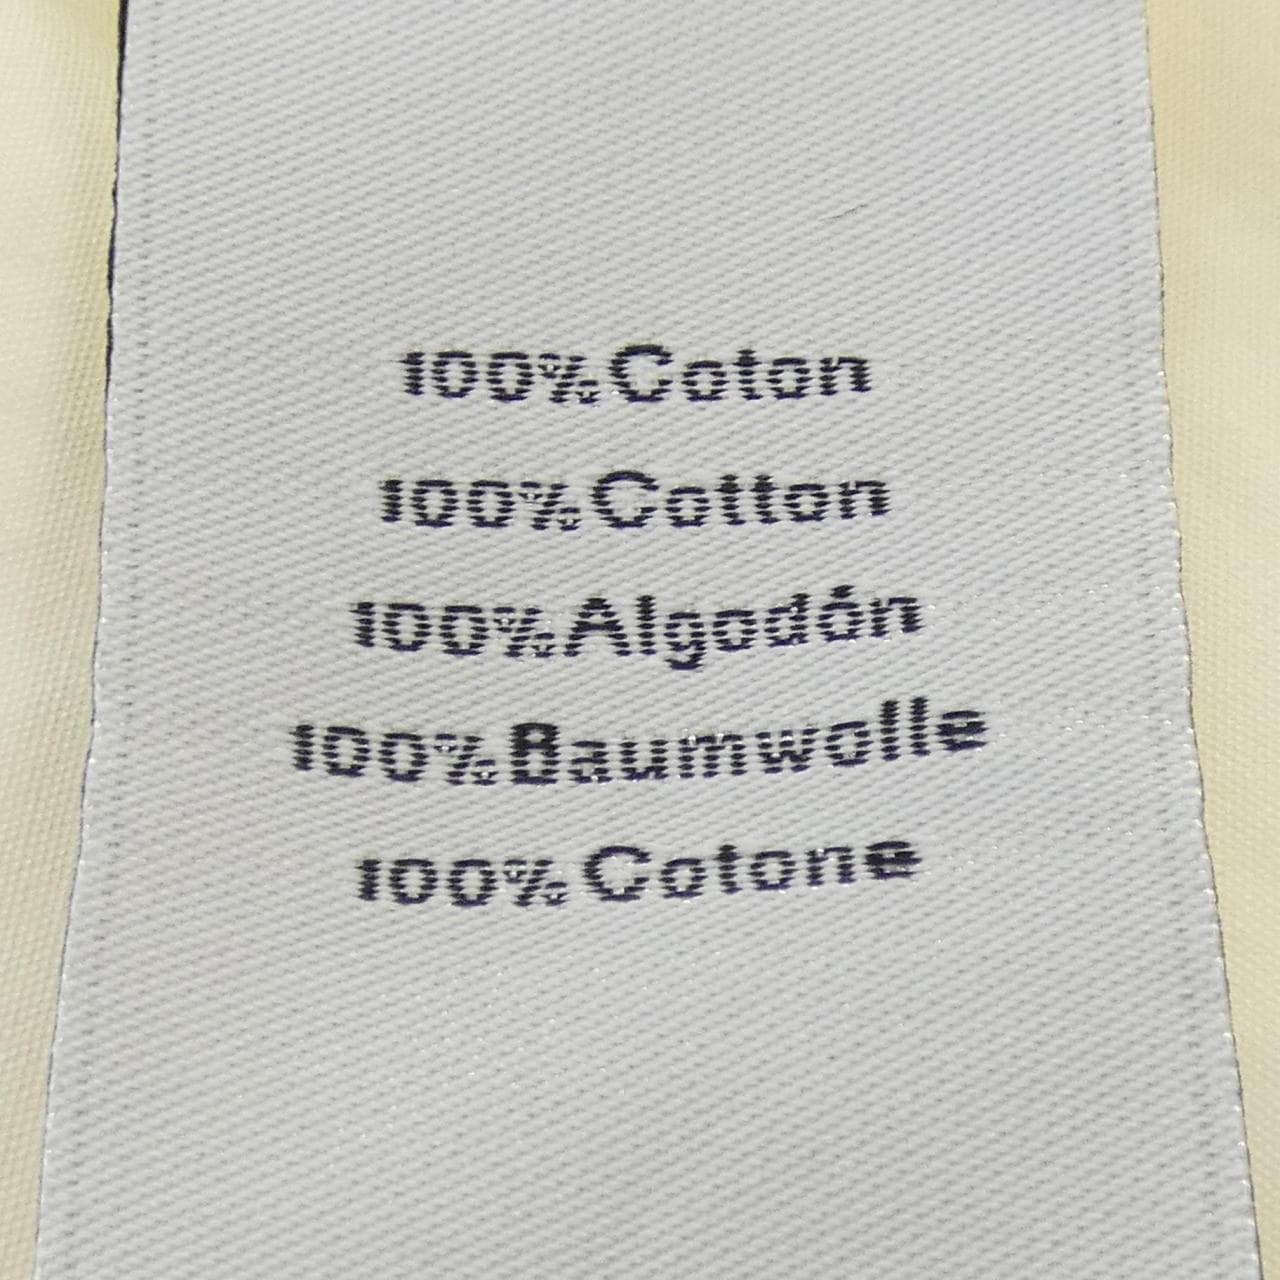 100% Coton
100% Cotton
100% Algodón
100% Baumwolle
100% Cotone